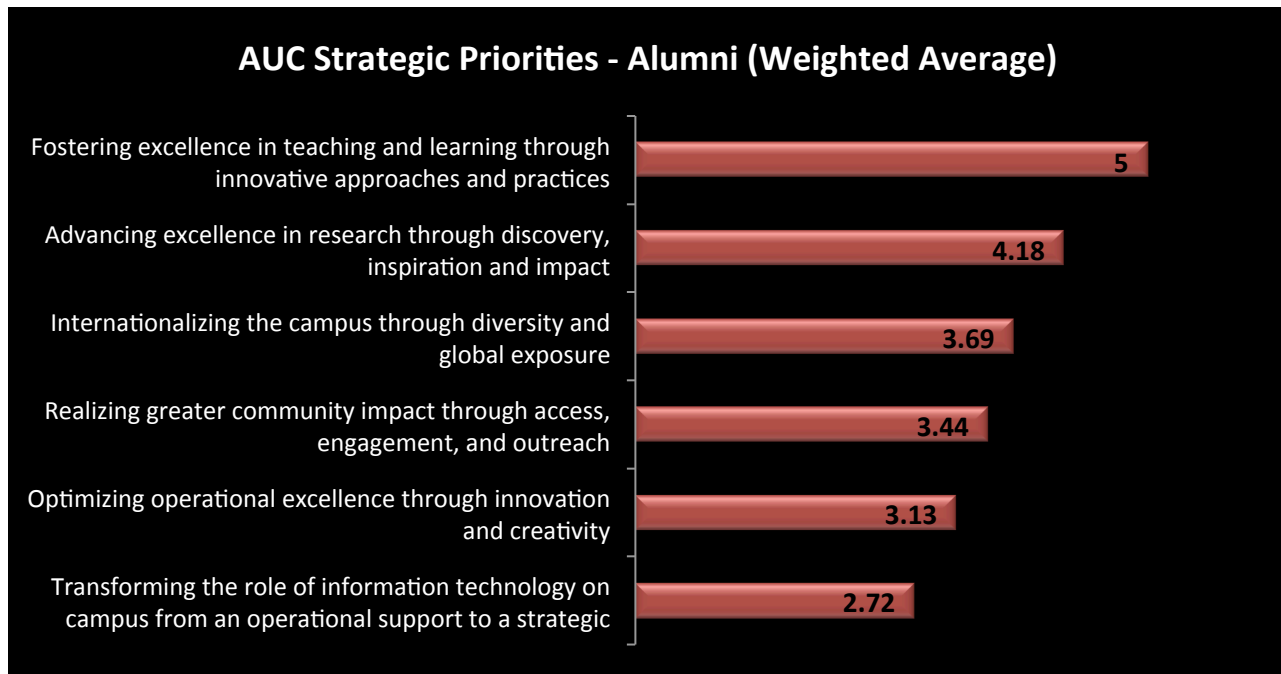 AUC Strategic Priorities - Alumni (Weighted Average)
Fostering excellence in teaching and learning through
innovative approaches and practices
5
Advancing excellence in research through discovery,
inspiration and impact
4.18
Internationalizing the campus through diversity and
global exposure
3.69
Realizing greater community impact through access,
engagement, and outreach
3.44
Optimizing operational excellence through innovation
and creativity
3.13
Transforming the role of information technology on
campus from an operational support to a strategic
2.72